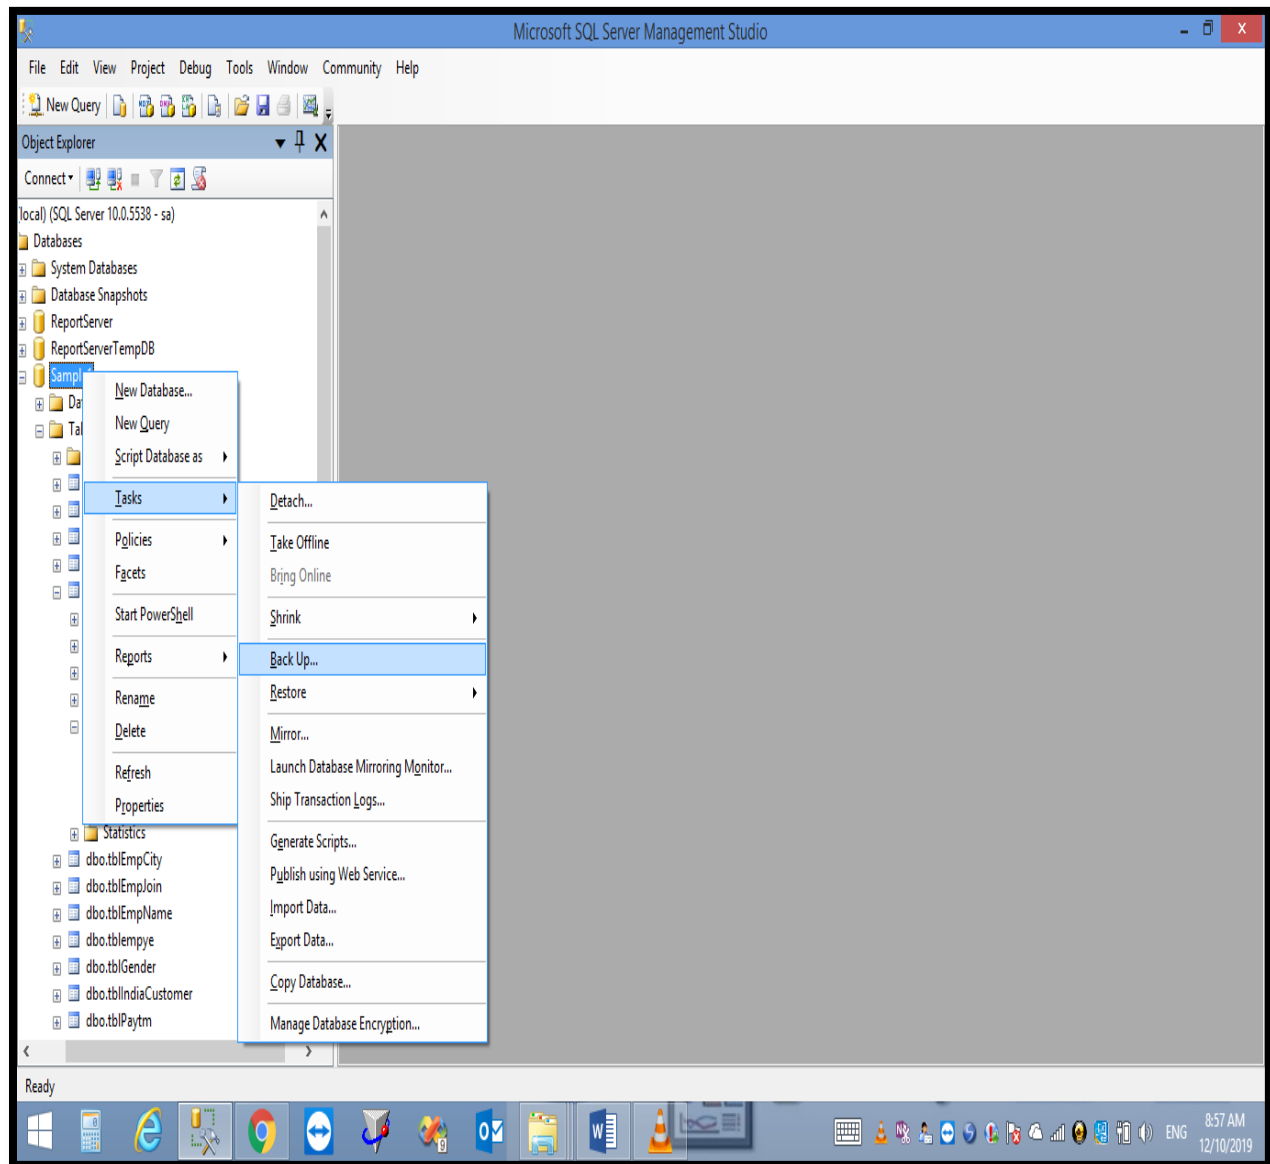 Microsoft SQL Server Management Studio
File Edit View Project Debug Tools Window Community Help
New Query
Object Explorer
Connect
local) (SQL Server 10.0.5538 - sa)
Databases
System Databases
Database Snapshots
ReportServer
ReportServerTempDB
New Database...
New Query
Script Database as
Tasks
Policies
Facets
Start PowerShell
Reports
Rename
Delete
Refresh
Properties
Detach...
Take Offline
Bring Online
Shrink
Back Up...
Restore
Mirror...
Launch Database Mirroring Monitor...
Ship Transaction Logs...
Generate Scripts...
Publish using Web Service...
Import Data...
Export Data...
Copy Database...
Manage Database Encryption...
Statistics
dbo.tblEmpCity
dbo.tblEmpJoin
dbo.tblEmpName
dbo.tblempye
dbo.tblGender
dbo.tblIndiaCustomer
dbo.tblPaytm
Ready
ENG
8:57 AM
12/10/2019